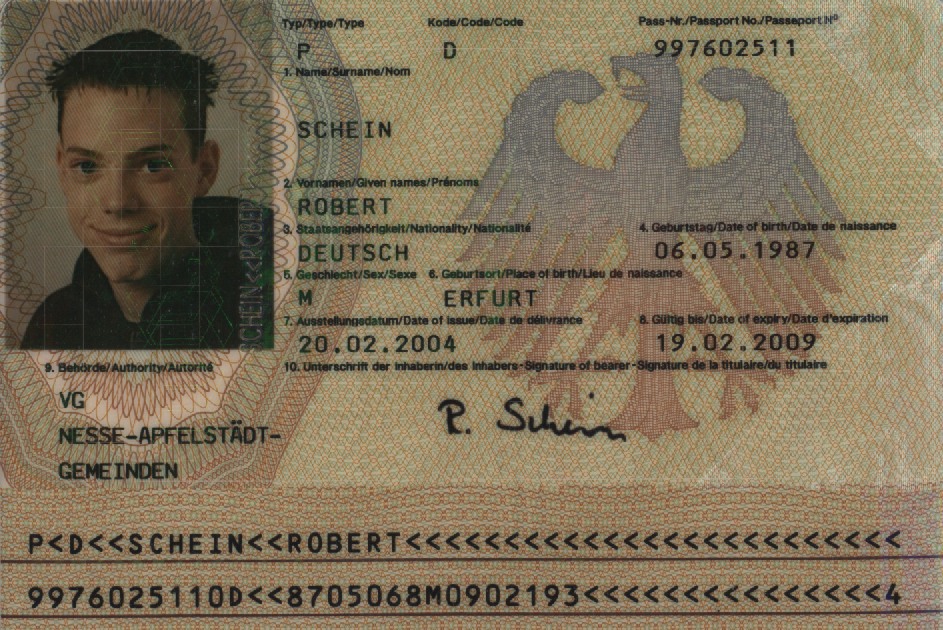 Typ/Type/Type Kode/Code/Code Pass-Nr./Passport No./Passeport Nº
P D 997602511
1. Name/Surname/Nom
SCHEIN
2. Vornamen/Given names/Prénoms
ROBERT
3. Staatsangehörigkeit/Nationality/Nationalité 4. Geburtstag/Date of birth/Date de naissance
DEUTSCH 06.05.1987
5. Geschlecht/Sex/Sexe 6. Geburtsort/Place of birth/Lieu de naissance
M ERFURT
7. Ausstellungsdatum/Date of issue/Date de délivrance 8. Gültig bis/Date of expiry/Date d'expiration
20.02.2004 19.02.2009
9. Behörde/Authority/Autorité 10. Unterschrift der Inhaberin/des Inhabers-Signature of bearer-Signature de la titulaire/du titulaire
VG
NESSE-APFELSTÄDT-
GEMEINDEN
R. Schein
SCHEIN<<ROBER
P<D<<SCHEIN<<ROBERT<<<<<<<<<<<<<<<<<<<<<<<<<
9976025110D<<8705068M0902193<<<<<<<<<<<<<<<4